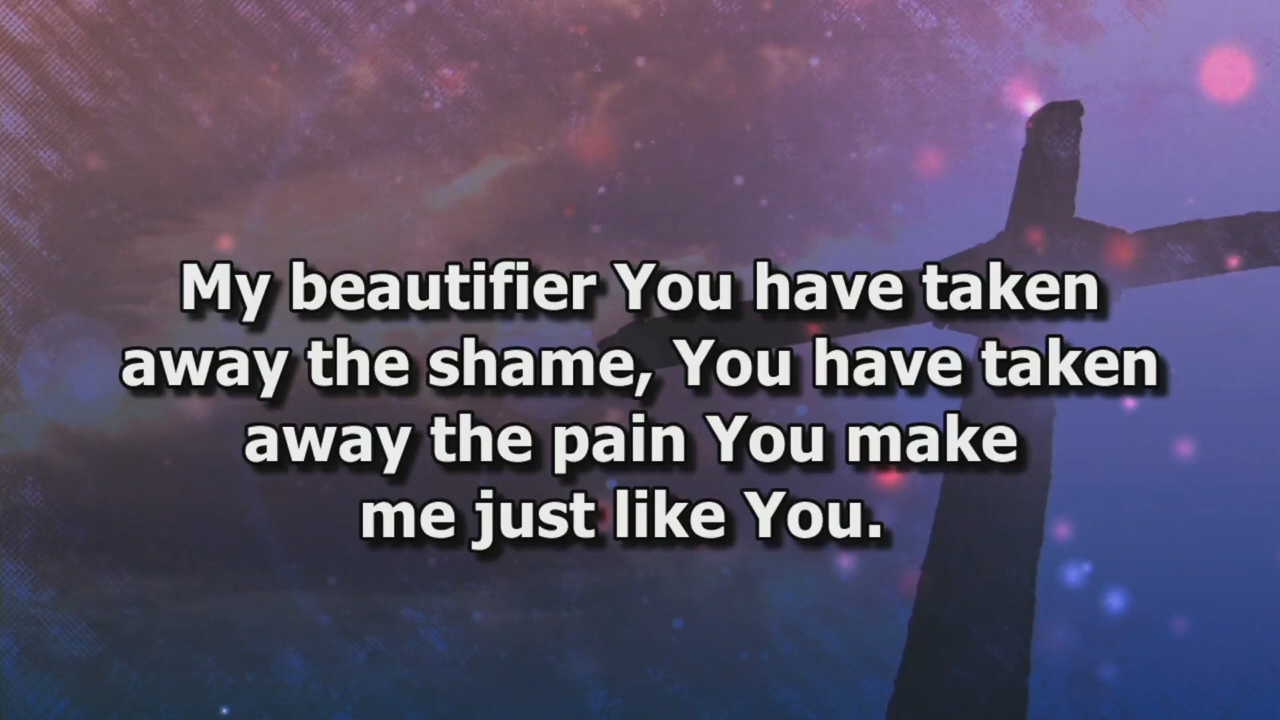 My beautifier You have taken
away the shame, You have taken
away the pain You make
me just like You.